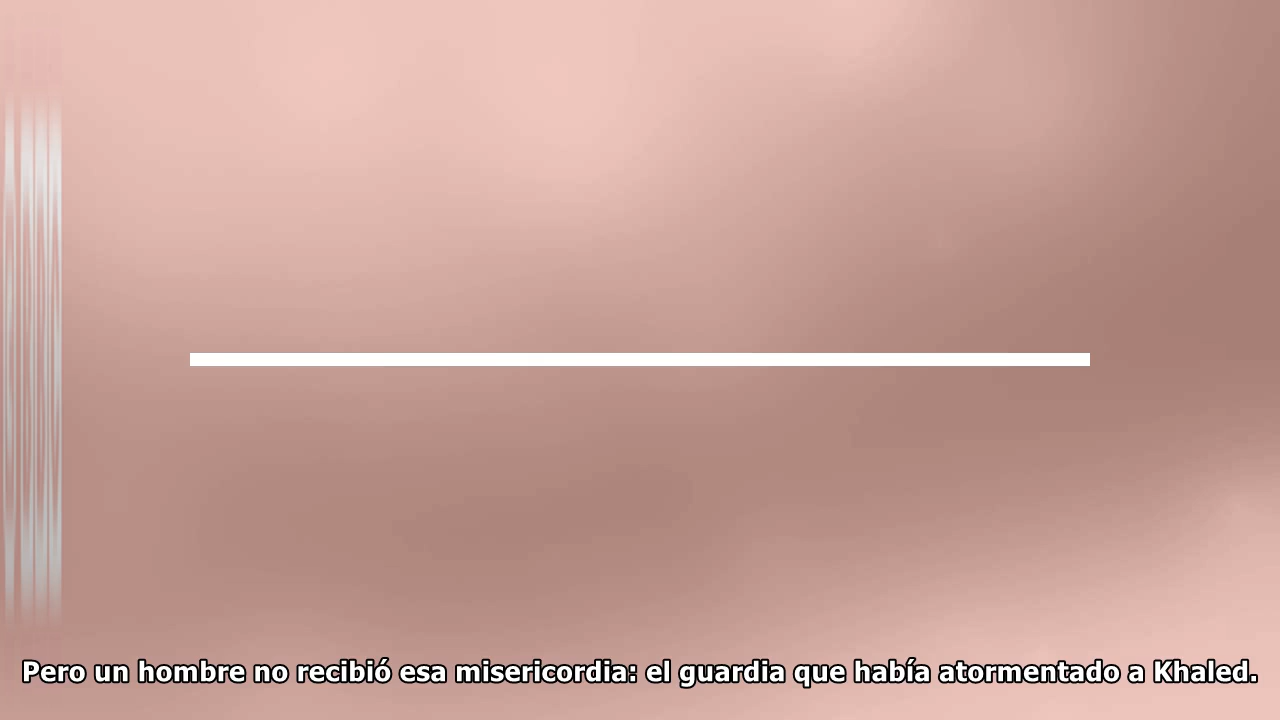 Pero un hombre no recibió esa misericordia: el guardia que había atormentado a Khaled.